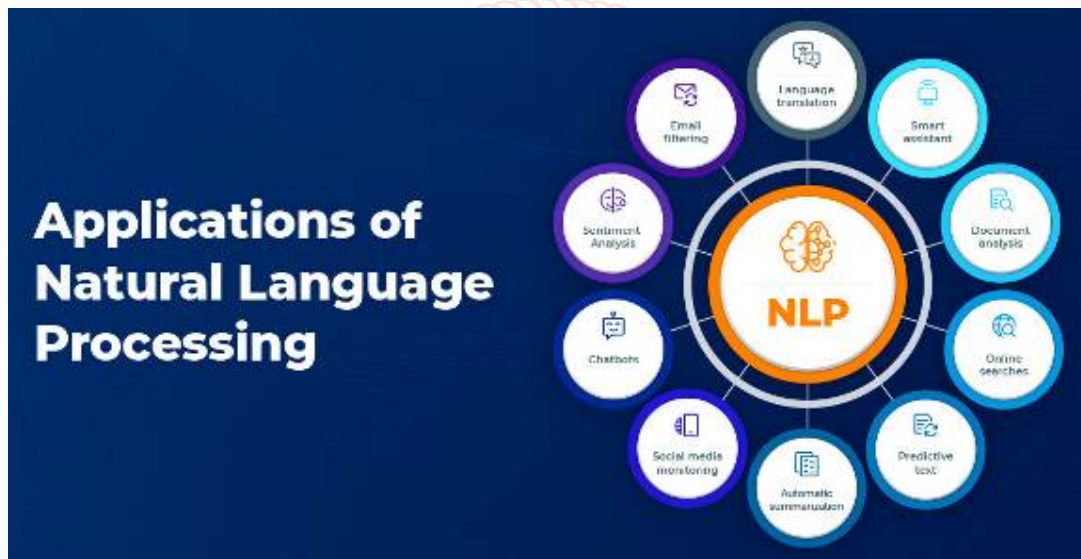 Applications of
Natural Language
Processing
NLP
Language
translation
Smart
assistant
Document
analysis
Online
searches
Predictive
text
Automatic
summarization
Social media
monitoring
Chatbots
Sentiment
Analysis
Email
filtering